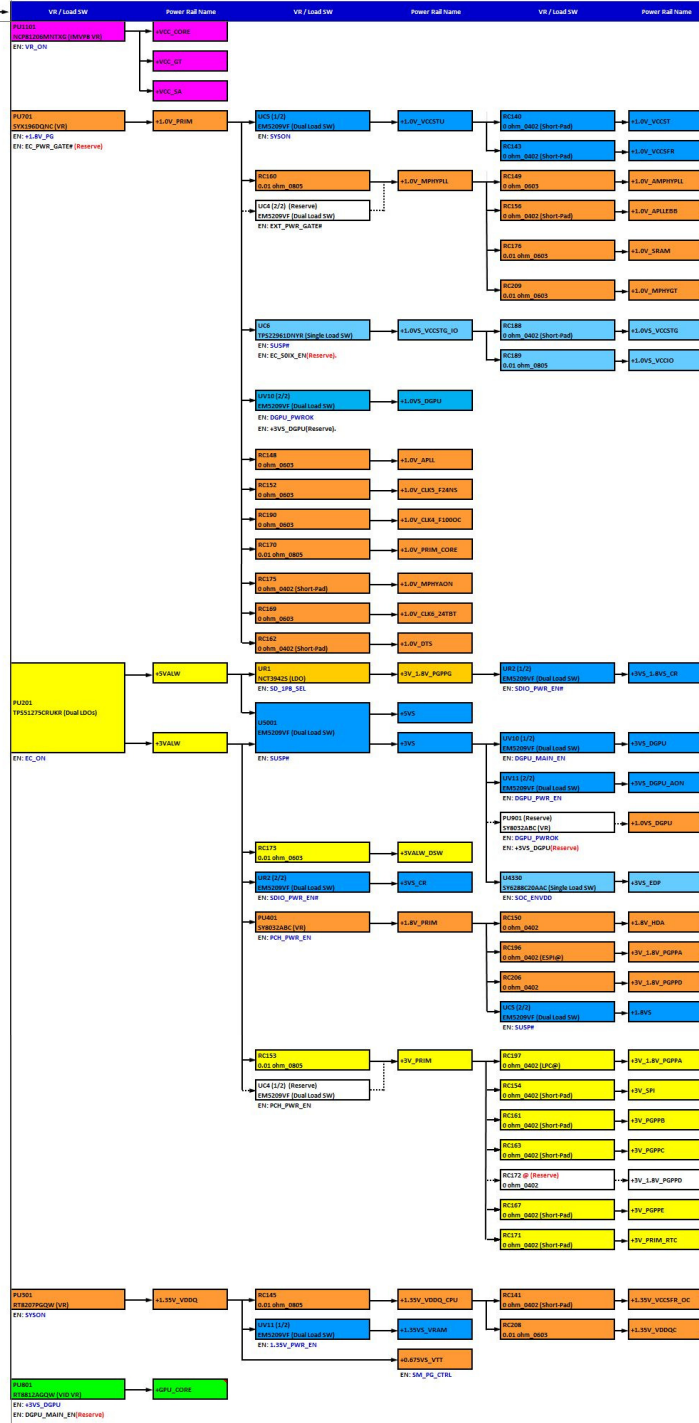 VR / Load SW Power Rail Name VR / Load SW Power Rail Name VR / Load SW Power Rail Name
PU1101
NCP81206MNTXG (IMVP8 VR)
EN: VR_ON
+VCC_CORE
+VCC_GT
+VCC_SA
PU701
SYX196DQNC (VR)
EN: +1.8V_PG
EN: EC_PWR_GATE# (Reserve)
+1.0V_PRIM
UC5 (1/2)
EM5209VF (Dual Load SW)
EN: SYSON
+1.0V_VCCSTU
RC140
0 ohm_0402 (Short-Pad)
+1.0V_VCCST
RC143
0 ohm_0402 (Short-Pad)
+1.0V_VCCSFR
RC160
0.01 ohm_0805
+1.0V_MPHYPLL
UC4 (2/2) (Reserve)
EM5209VF (Dual Load SW)
EN: EXT_PWR_GATE#
RC149
0 ohm_0603
+1.0V_AMPHYPLL
RC156
0 ohm_0402 (Short-Pad)
+1.0V_APLLEBB
RC176
0.01 ohm_0603
+1.0V_SRAM
RC209
0.01 ohm_0603
+1.0V_MPHYGT
UC6
TPS22961DNYR (Single Load SW)
EN: SUSP#
EN: EC_S0IX_EN(Reserve).
+1.0VS_VCCSTG_IO
RC188
0 ohm_0402 (Short-Pad)
+1.0VS_VCCSTG
RC189
0.01 ohm_0805
+1.0VS_VCCIO
UV10 (2/2)
EM5209VF (Dual Load SW)
EN: DGPU_PWROK
EN: +3VS_DGPU(Reserve).
+1.0VS_DGPU
RC148
0 ohm_0603
+1.0V_APLL
RC152
0 ohm_0603
+1.0V_CLK5_F24NS
RC190
0 ohm_0603
+1.0V_CLK4_F100OC
RC170
0.01 ohm_0805
+1.0V_PRIM_CORE
RC175
0 ohm_0402 (Short-Pad)
+1.0V_MPHYAON
RC169
0 ohm_0603
+1.0V_CLK6_24TBT
RC162
0 ohm_0402 (Short-Pad)
+1.0V_DTS
PU201
TPS51275CRUKR (Dual LDOs)
EN: EC_ON
+5VALW
+3VALW
UR1
NCT3942S (LDO)
EN: SD_1P8_SEL
+3V_1.8V_PGPPG
UR2 (1/2)
EM5209VF (Dual Load SW)
EN: SDIO_PWR_EN#
+3VS_1.8VS_CR
U5001
EM5209VF (Dual Load SW)
EN: SUSP#
+5VS
+3VS
UV10 (1/2)
EM5209VF (Dual Load SW)
EN: DGPU_MAIN_EN
+3VS_DGPU
UV11 (2/2)
EM5209VF (Dual Load SW)
EN: DGPU_PWR_EN
+3VS_DGPU_AON
PU901 (Reserve)
SY8032ABC (VR)
EN: DGPU_PWROK
EN: +3VS_DGPU(Reserve)
+1.0VS_DGPU
U4330
SY6288C20AAC (Single Load SW)
EN: SOC_ENVDD
+3VS_EDP
RC173
0.01 ohm_0603
+3VALW_DSW
UR2 (2/2)
EM5209VF (Dual Load SW)
EN: SDIO_PWR_EN#
+3VS_CR
PU401
SY8032ABC (VR)
EN: PCH_PWR_EN
+1.8V_PRIM
RC150
0 ohm_0402
+1.8V_HDA
RC196
0 ohm_0402 (ESPI@)
+3V_1.8V_PGPPA
RC206
0 ohm_0402
+3V_1.8V_PGPPD
UC5 (2/2)
EM5209VF (Dual Load SW)
EN: SUSP#
+1.8VS
RC153
0.01 ohm_0805
+3V_PRIM
UC4 (1/2) (Reserve)
EM5209VF (Dual Load SW)
EN: PCH_PWR_EN
RC197
0 ohm_0402 (LPC@)
+3V_1.8V_PGPPA
RC154
0 ohm_0402 (Short-Pad)
+3V_SPI
RC161
0 ohm_0402 (Short-Pad)
+3V_PGPPB
RC163
0 ohm_0402 (Short-Pad)
+3V_PGPPC
RC172 @ (Reserve)
0 ohm_0402
+3V_1.8V_PGPPD
RC167
0 ohm_0402 (Short-Pad)
+3V_PGPPE
RC171
0 ohm_0402 (Short-Pad)
+3V_PRIM_RTC
PU501
RT8207PGQW (VR)
EN: SYSON
+1.35V_VDDQ
RC145
0.01 ohm_0805
+1.35V_VDDQ_CPU
RC141
0 ohm_0402 (Short-Pad)
+1.35V_VCCSFR_OC
RC208
0.01 ohm_0603
+1.35V_VDDQC
UV11 (1/2)
EM5209VF (Dual Load SW)
EN: 1.35V_PWR_EN
+1.35VS_VRAM
+0.675VS_VTT
EN: SM_PG_CTRL
PU801
RT8812AGQW (VID VR)
EN: +3VS_DGPU
EN: DGPU_MAIN_EN(Reserve)
+GPU_CORE